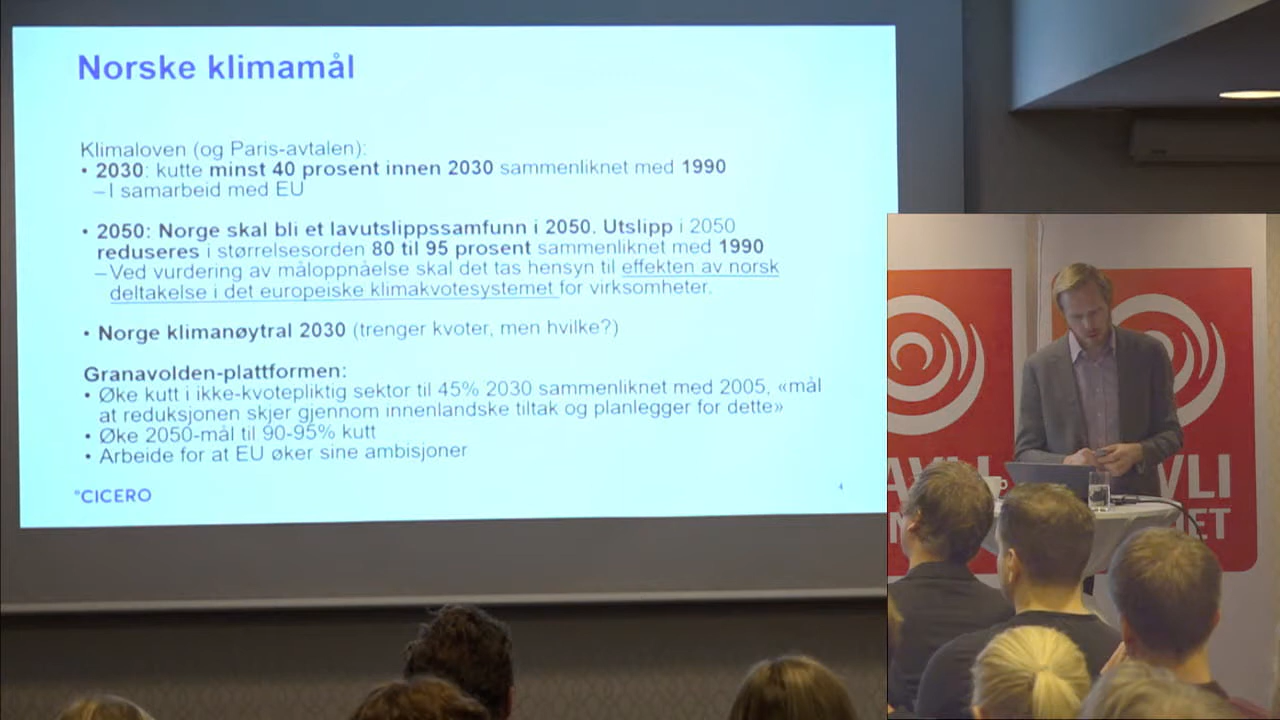 Norske klimamål
Klimaloven (og Paris-avtalen):
• 2030: kutte minst 40 prosent innen 2030 sammenliknet med 1990
– I samarbeid med EU
• 2050: Norge skal bli et lavutslippssamfunn i 2050. Utslipp i 2050
reduseres i størrelsesorden 80 til 95 prosent sammenliknet med 1990
– Ved vurdering av måloppnåelse skal det tas hensyn til effekten av norsk
deltakelse i det europeiske klimakvotesystemet for virksomheter.
• Norge klimanøytral 2030 (trenger kvoter, men hvilke?)
Granavolden-plattformen:
• Øke kutt i ikke-kvotepliktig sektor til 45% 2030 sammenliknet med 2005, «mål
at reduksjonen skjer gjennom innenlandske tiltak og planlegger for dette»
• Øke 2050-mål til 90-95% kutt
• Arbeide for at EU øker sine ambisjoner
°CICERO
4
AVLI
VLI
ET